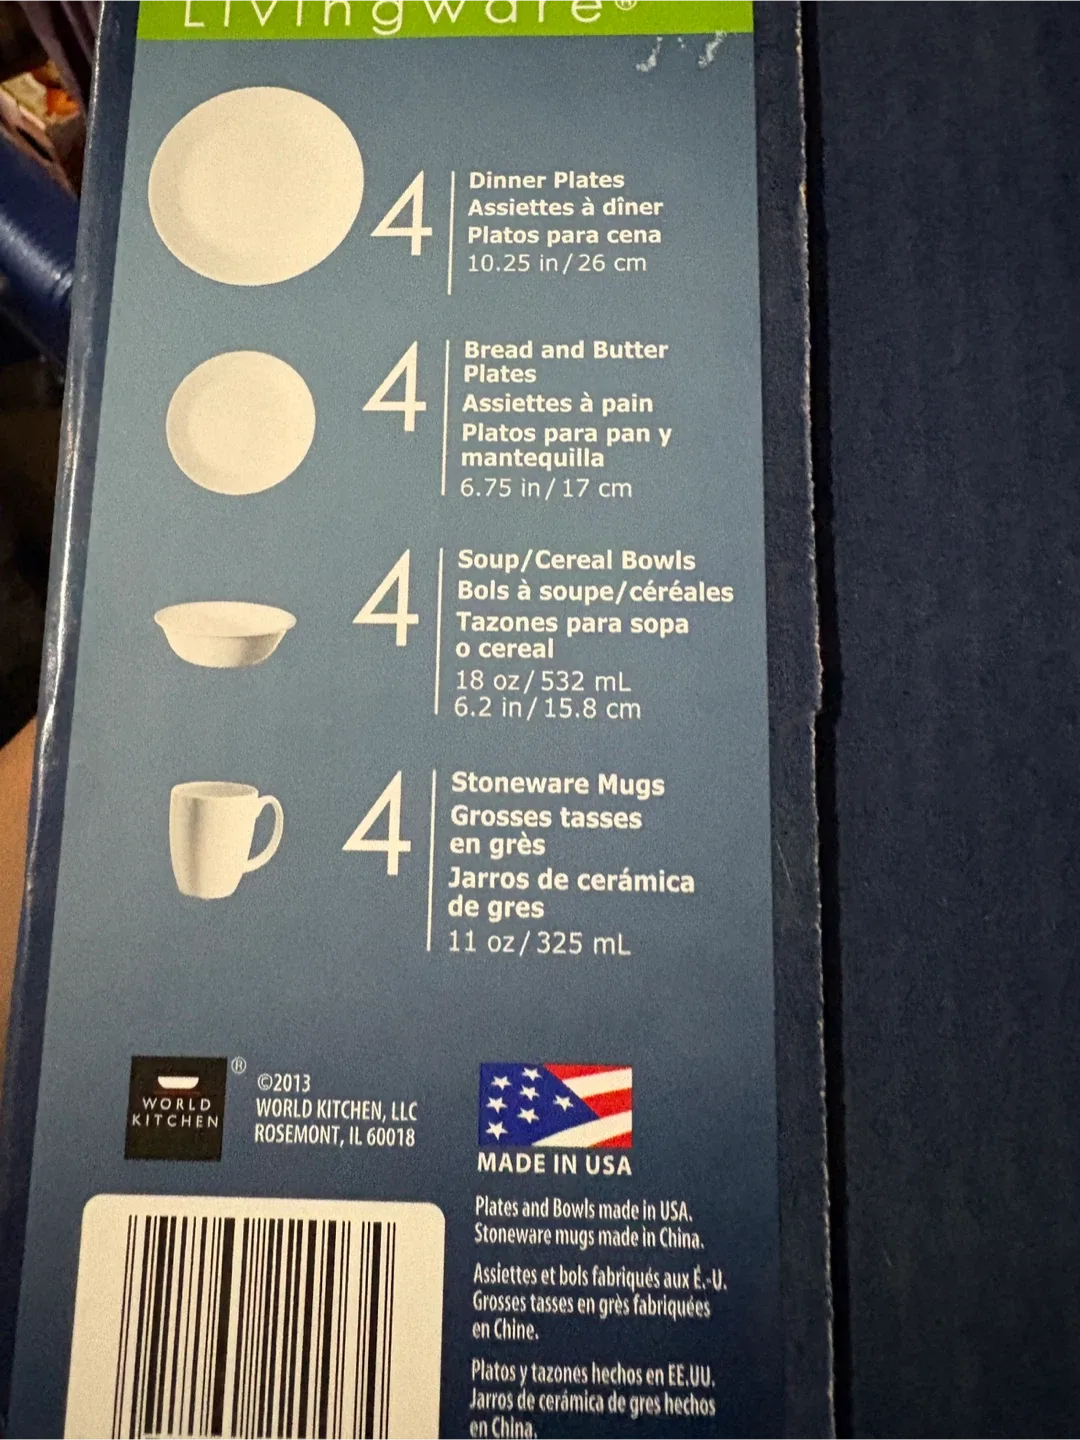 Livingware®
4
Dinner Plates
Assiettes à dîner
Platos para cena
10.25 in / 26 cm
4
Bread and Butter
Plates
Assiettes à pain
Platos para pan y
mantequilla
6.75 in / 17 cm
4
Soup/Cereal Bowls
Bols à soupe/céréales
Tazones para sopa
o cereal
18 oz / 532 mL
6.2 in / 15.8 cm
4
Stoneware Mugs
Grosses tasses
en grès
Jarros de cerámica
de gres
11 oz / 325 mL
WORLD
KITCHEN
®
©2013
WORLD KITCHEN, LLC
ROSEMONT, IL 60018
MADE IN USA
Plates and Bowls made in USA.
Stoneware mugs made in China.
Assiettes et bols fabriqués aux É.-U.
Grosses tasses en grès fabriquées
en Chine.
Platos y tazones hechos en EE.UU.
Jarros de cerámica de gres hechos
en China.